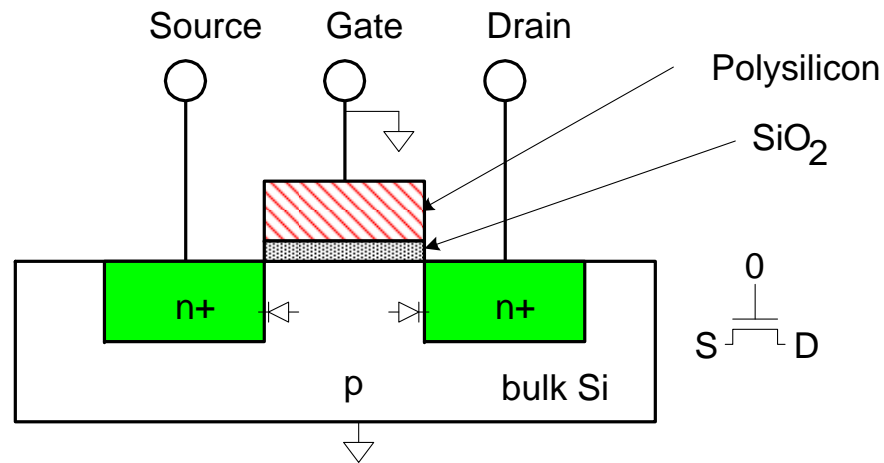 Source Gate Drain
Polysilicon
SiO2
n+ n+
0
S D
p bulk Si